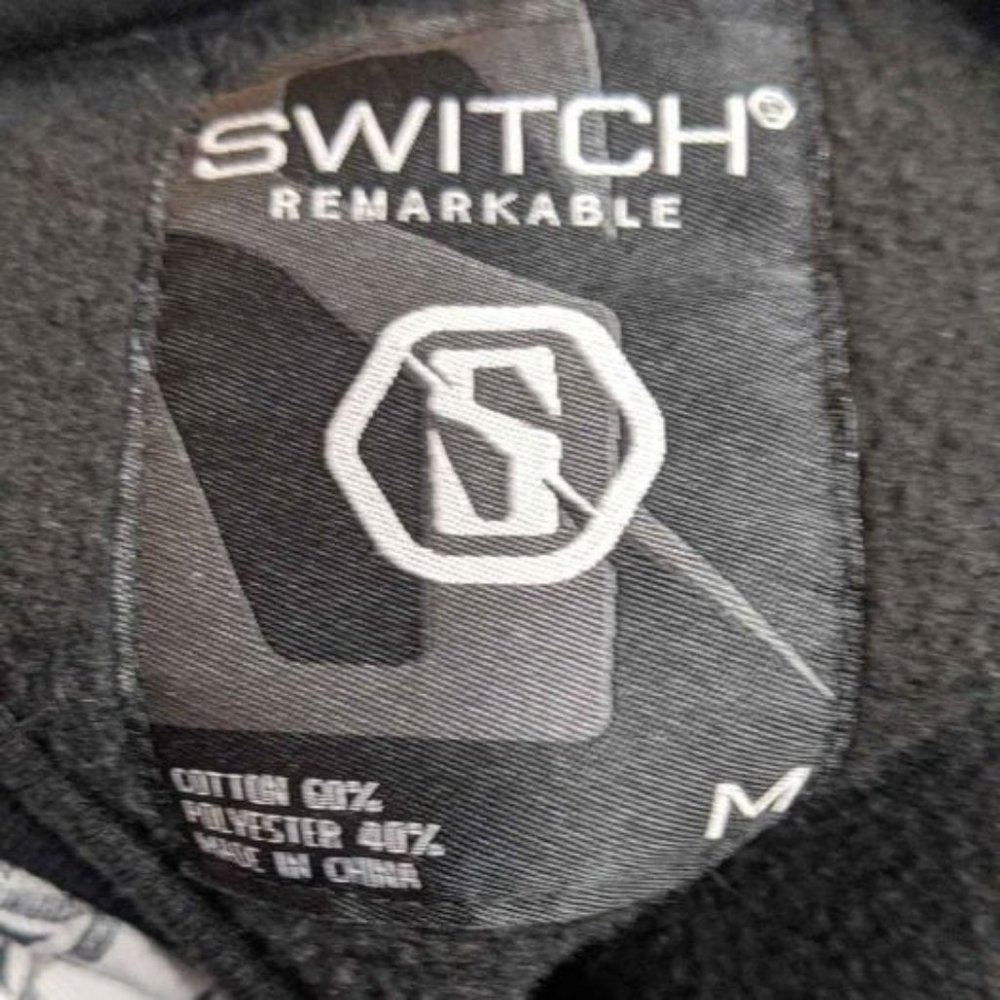 SWITCH®
REMARKABLE
S
COTTON 60%
POLYESTER 40%
MADE IN CHINA
M